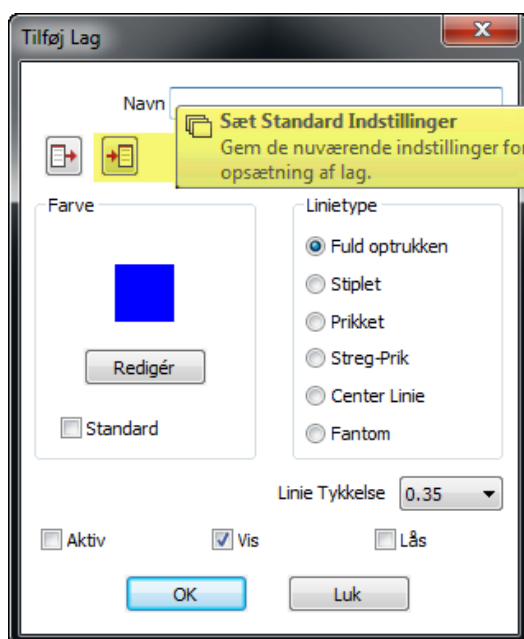 Tilføj Lag
Navn
Sæt Standard Indstillinger
Gem de nuværende indstillinger for
opsætning af lag.
Farve
Redigér
Standard
Linietype
Fuld optrukken
Stiplet
Prikket
Streg-Prik
Center Linie
Fantom
Linie Tykkelse 0.35
Aktiv Vis Lås
OK Luk